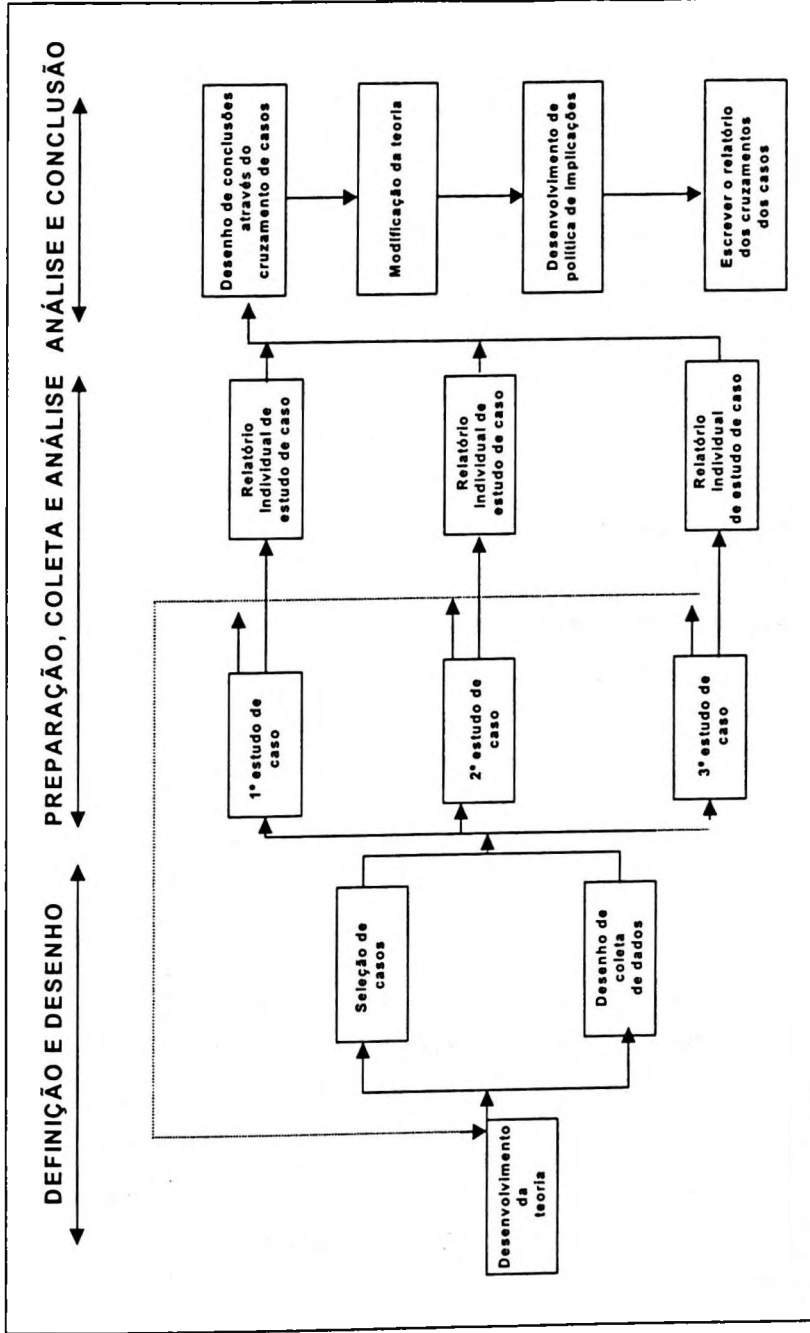 DEFINIÇÃO E DESENHO
PREPARAÇÃO, COLETA E ANÁLISE
ANÁLISE E CONCLUSÃO
Desenvolvimento
da
teoria
Seleção de
casos
Desenho de
coleta
de dados
1º estudo de
caso
2º estudo de
caso
3º estudo de
caso
Relatório
Individual de
estudo de caso
Relatório
Individual de
estudo de caso
Relatório
Individual
de estudo de caso
Desenho de conclusões
através do
cruzamento de casos
Modificação da teoria
Desenvolvimento de
política de implicações
Escrever o relatório
dos cruzamentos
dos casos